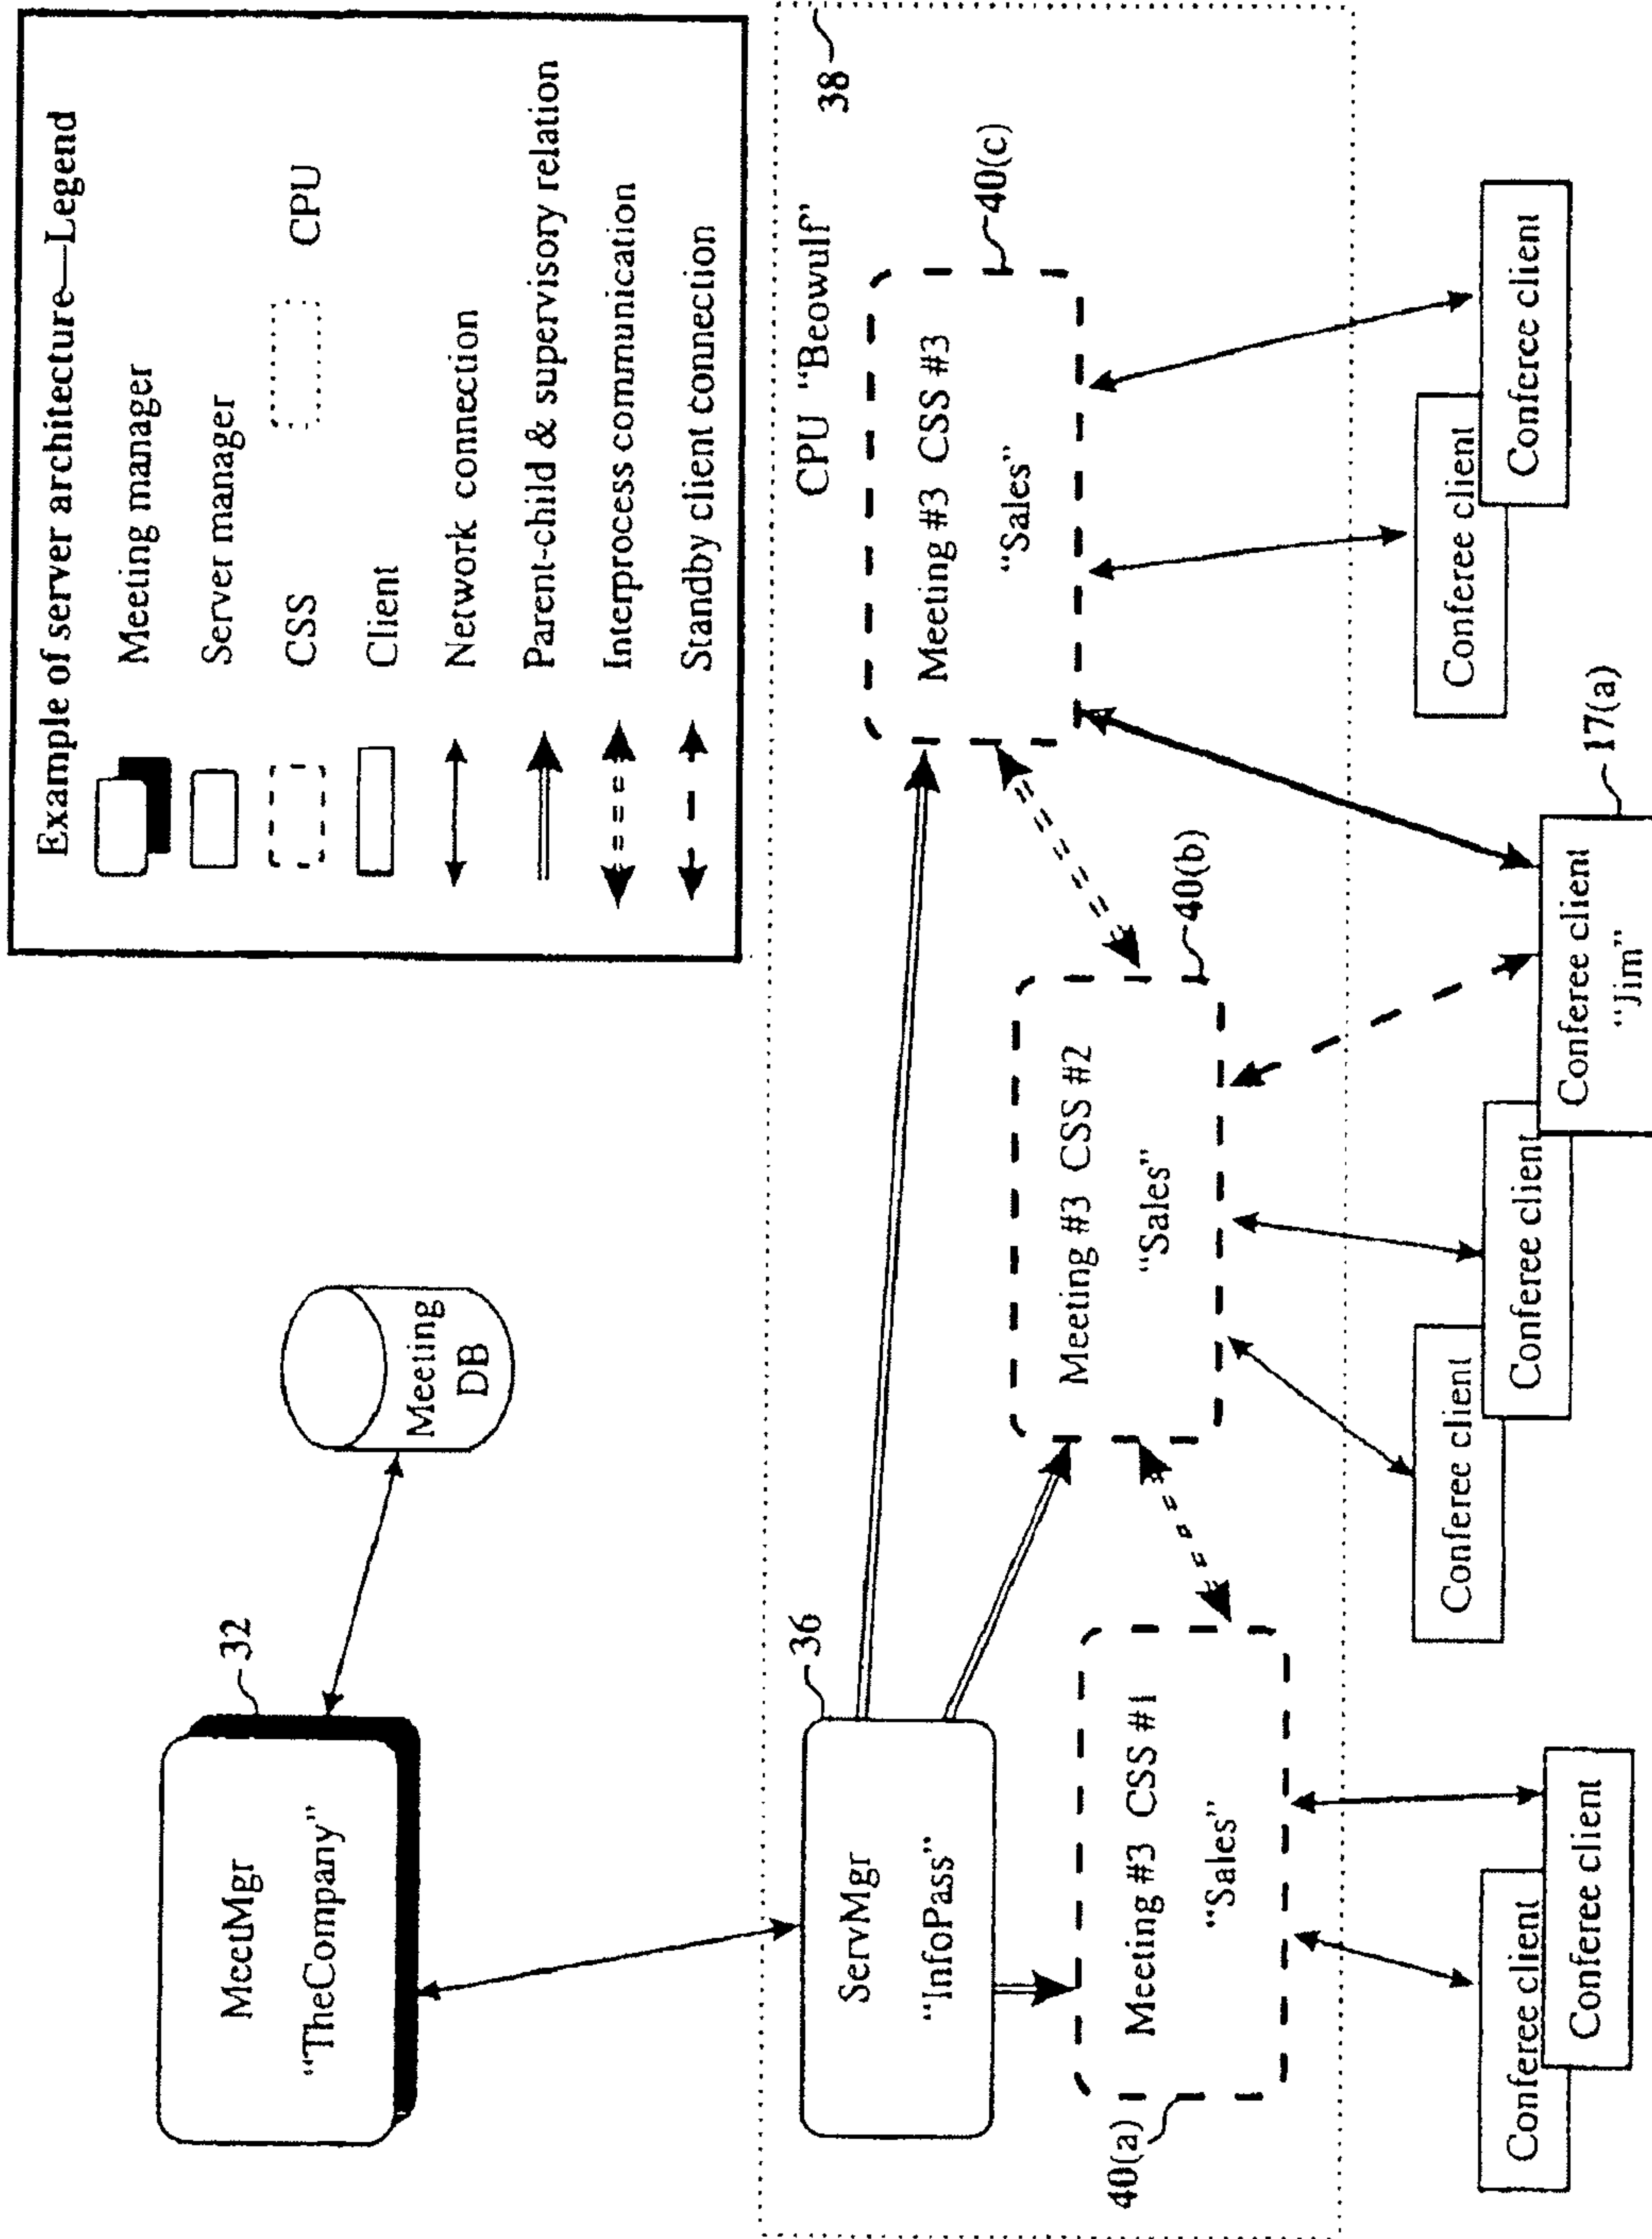 Example of server architecture—Legend
Meeting manager
Server manager
CSS
CPU
Client
Network connection
Parent-child & supervisory relation
Interprocess communication
Standby client connection
MeetMgr
“TheCompany”
32
Meeting
DB
38
CPU “Beowulf”
36
ServMgr
“InfoPass”
Meeting #3 CSS #3
“Sales”
40(c)
Meeting #3 CSS #2
“Sales”
40(b)
Meeting #3 CSS #1
“Sales”
40(a)
Conferee client
Conferee client
Conferee client
Conferee client
Conferee client
“Jim”
17(a)
Conferee client
Conferee client